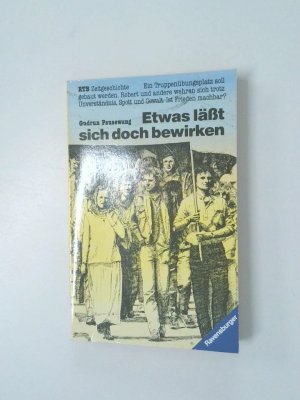 RTB Zeitgeschichte Ein Truppenübungsplatz soll
gebaut werden. Robert und andere wehren sich trotz
Unverständnis, Spott und Gewalt. Ist Frieden machbar?
Gudrun Pausewang
Etwas läßt
sich doch bewirken
Ravensburger